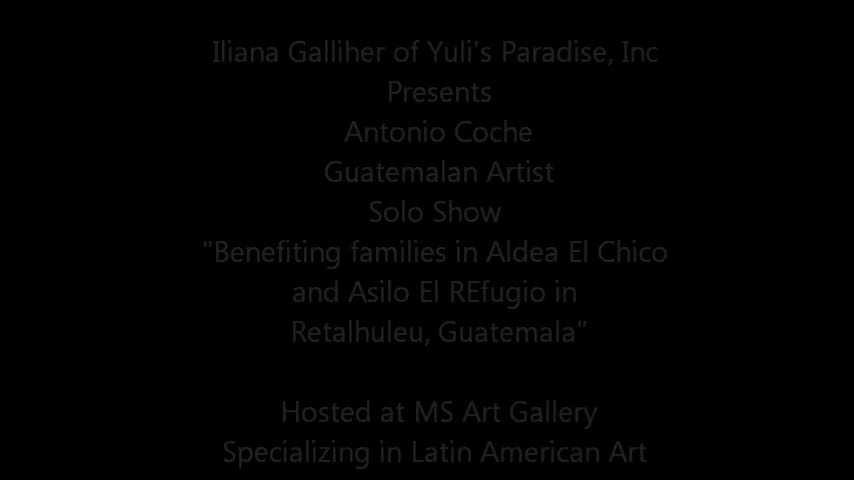 Iliana Galliher of Yuli's Paradise, Inc
Presents
Antonio Coche
Guatemalan Artist
Solo Show
"Benefiting families in Aldea El Chico
and Asilo El REfugio in
Retalhuleu, Guatemala"
Hosted at MS Art Gallery
Specializing in Latin American Art